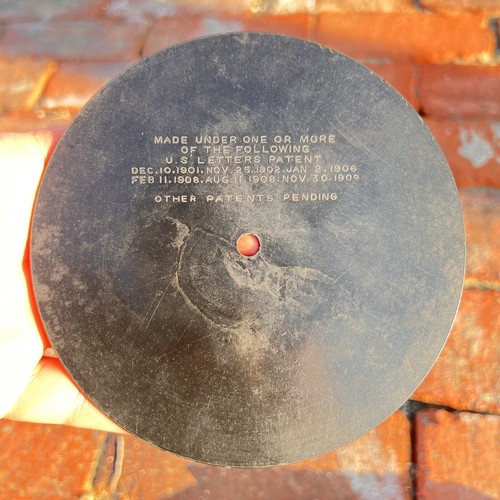 MADE UNDER ONE OR MORE
OF THE FOLLOWING
U.S. LETTERS PATENT
DEC.10.1901.NOV.25.1902.JAN 2.1906
FEB 11.1908.AUG 11.1908.NOV.30.1909
OTHER PATENTS PENDING